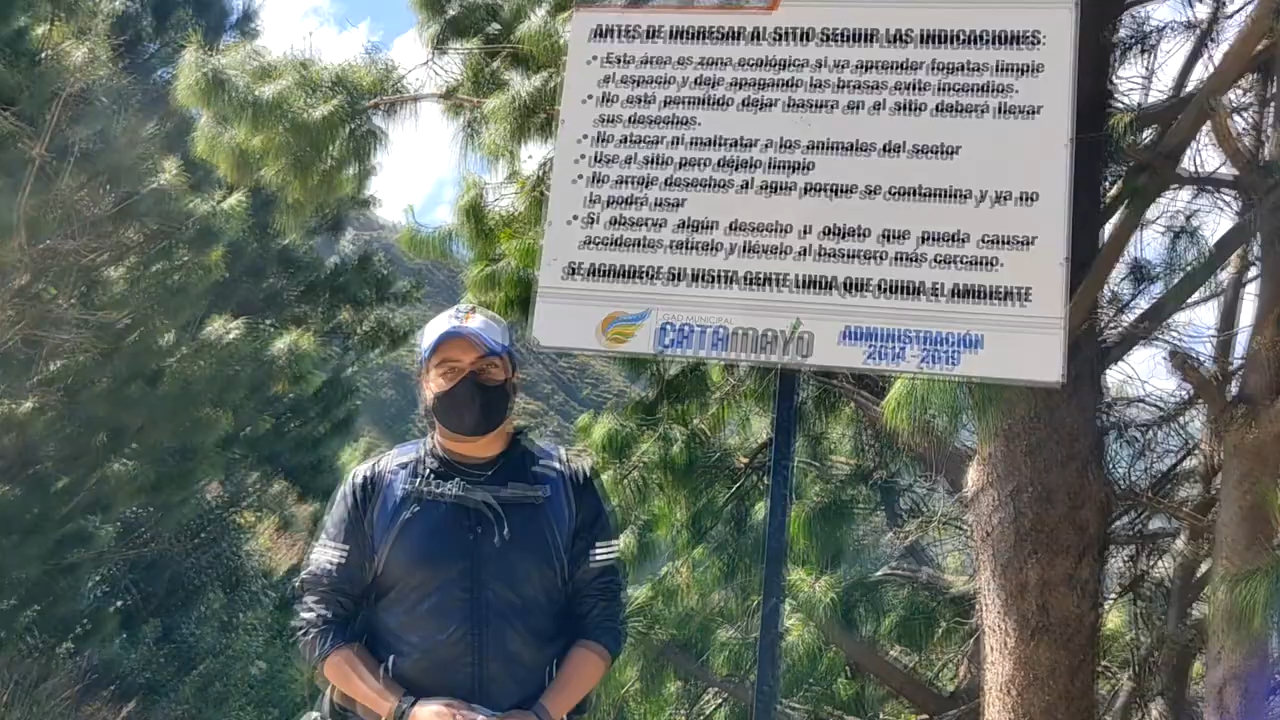 ANTES DE INGRESAR AL SITIO SEGUIR LAS INDICACIONES:
• Esta área es zona ecológica si va aprender fogatas limpie
el espacio y deje apagando las brasas evite incendios.
• No está permitido dejar basura en el sitio deberá llevar
sus desechos.
• No atacar ni maltratar a los animales del sector
• Use el sitio pero déjelo limpio
• No arroje desechos al agua porque se contamina y ya no
la podrá usar
• Si observa algún desecho u objeto que pueda causar
accidentes retírelo y llévelo al basurero más cercano.
SE AGRADECE SU VISITA GENTE LINDA QUE CUIDA EL AMBIENTE
GAD MUNICIPAL
CATAMAYO
ADMINISTRACIÓN
2014 - 2019